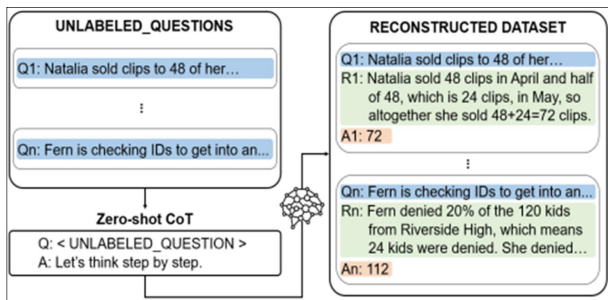 UNLABELED_QUESTIONS
Q1: Natalia sold clips to 48 of her...
⋮
Qn: Fern is checking IDs to get into an...
Zero-shot CoT
Q: < UNLABELED_QUESTION >
A: Let's think step by step.
RECONSTRUCTED DATASET
Q1: Natalia sold clips to 48 of her...
R1: Natalia sold 48 clips in April and half
of 48, which is 24 clips, in May, so
altogether she sold 48+24=72 clips.
A1: 72
⋮
Qn: Fern is checking IDs to get into an...
Rn: Fern denied 20% of the 120 kids
from Riverside High, which means
24 kids were denied. She denied...
An: 112